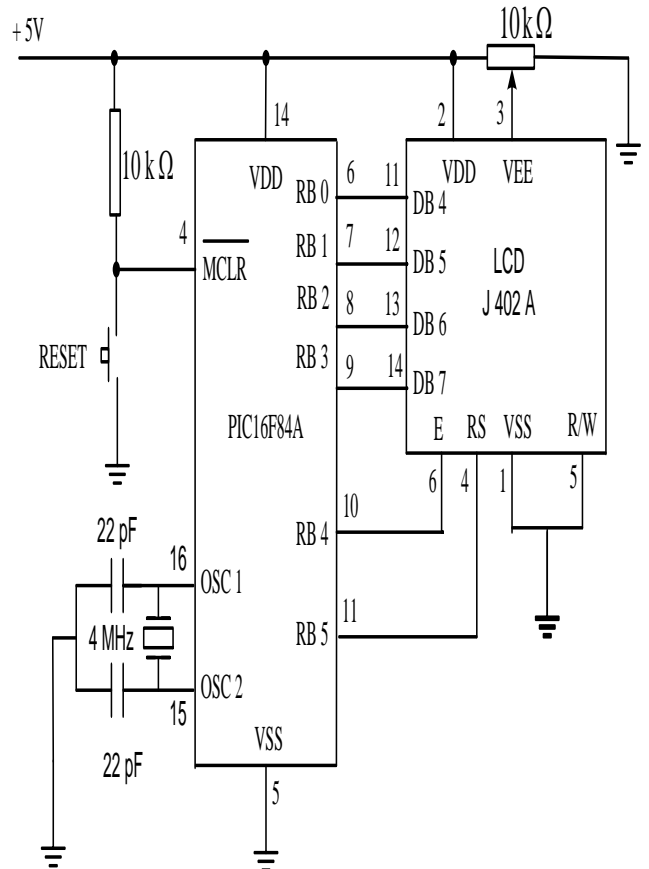 +5V
10kΩ
14
2
3
10kΩ
VDD
RB 0
6
11
DB 4
VDD
VEE
4
MCLR
RB 1
7
12
DB 5
LCD
J 402 A
RB 2
8
13
DB 6
RESET
RB 3
9
14
DB 7
PIC16F84A
E
RS
VSS
R/W
6
4
1
5
22 pF
16
OSC 1
RB 4
10
4 MHz
RB 5
11
OSC 2
15
22 pF
VSS
5